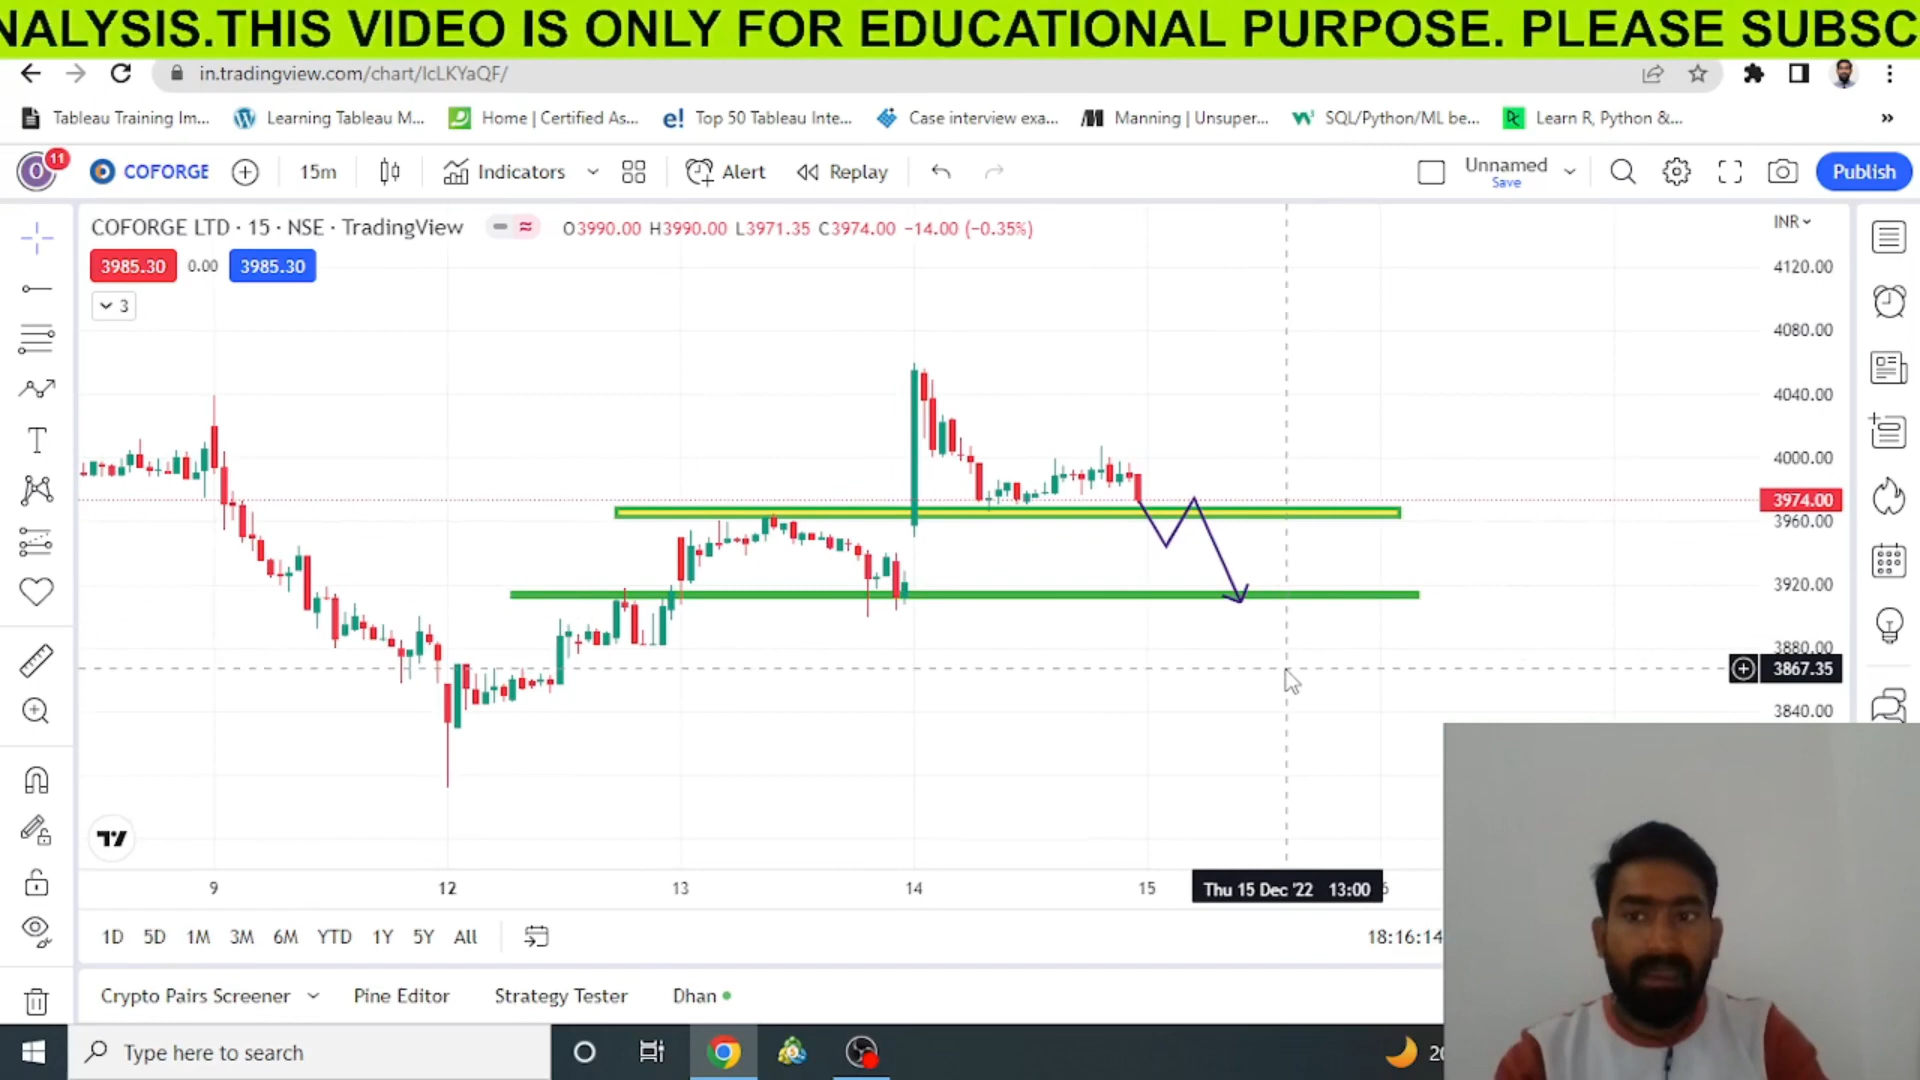 NALYSIS.THIS VIDEO IS ONLY FOR EDUCATIONAL PURPOSE. PLEASE SUBSC
in.tradingview.com/chart/IcLKYaQF/
Tableau Training Im... Learning Tableau M... Home | Certified As... e! Top 50 Tableau Inte... Case interview exa... Manning | Unsuper... SQL/Python/ML be... Learn R, Python &... »
O 11 COFORGE 15m Indicators Alert Replay Unnamed Save Publish
COFORGE LTD · 15 · NSE · TradingView O3990.00 H3990.00 L3971.35 C3974.00 −14.00 (−0.35%) INR
3985.30 0.00 3985.30 4120.00
3
4080.00
4040.00
4000.00
3974.00
3960.00
3920.00
3880.00
3867.35
3840.00
9 12 13 14 15 Thu 15 Dec '22 13:00 6
1D 5D 1M 3M 6M YTD 1Y 5Y All 18:16:14
Crypto Pairs Screener Pine Editor Strategy Tester Dhan
Type here to search